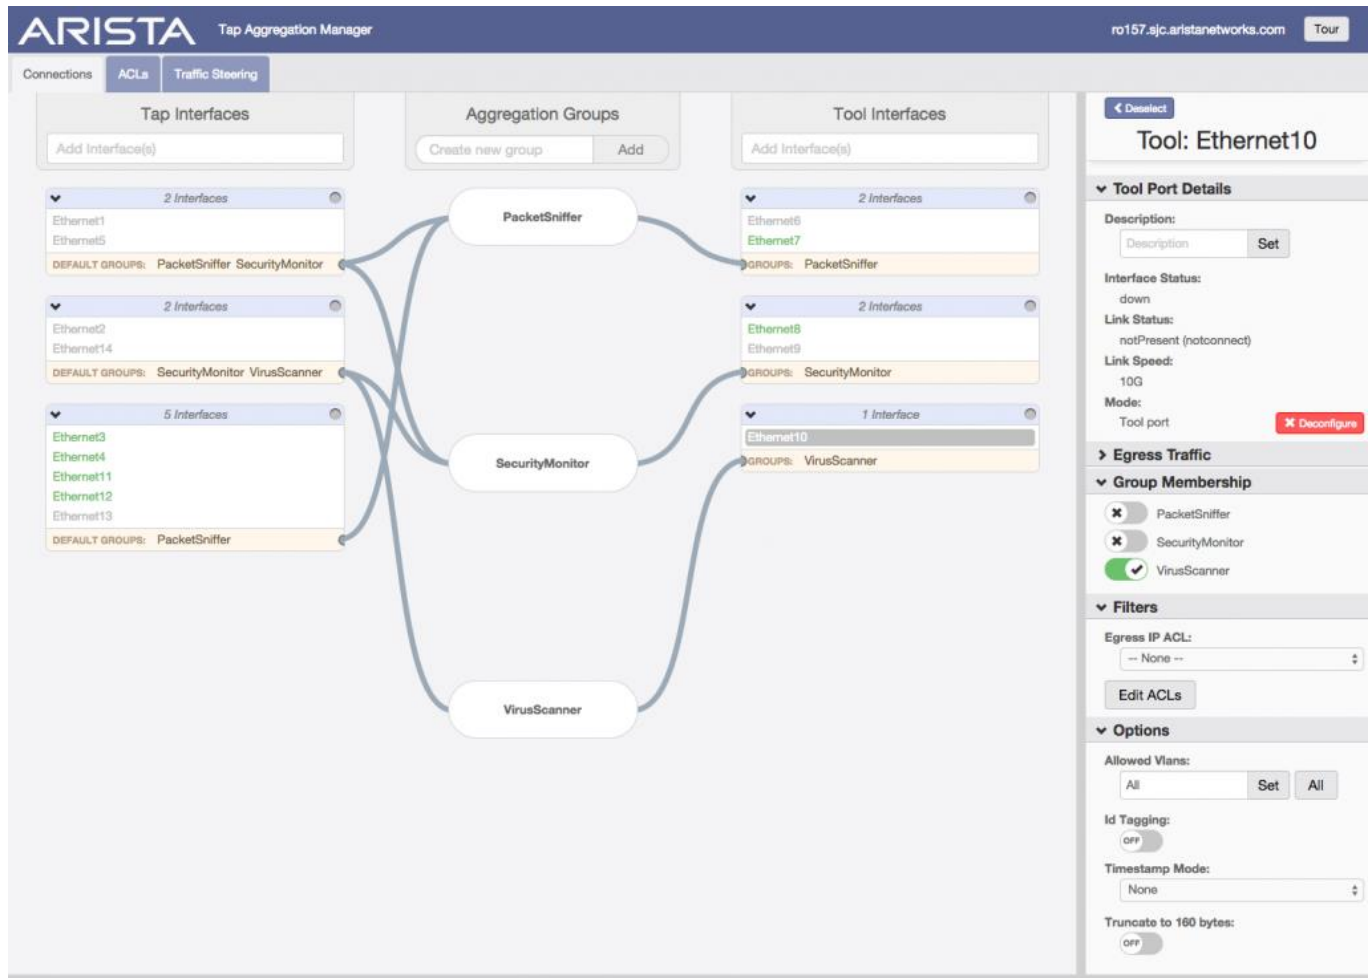 ARISTA Tap Aggregation Manager ro157.sjc.aristanetworks.com Tour
Connections ACLs Traffic Steering
Tap Interfaces
Add Interface(s)
2 Interfaces
Ethernet1
Ethernet5
DEFAULT GROUPS: PacketSniffer SecurityMonitor
2 Interfaces
Ethernet2
Ethernet14
DEFAULT GROUPS: SecurityMonitor VirusScanner
5 Interfaces
Ethernet3
Ethernet4
Ethernet11
Ethernet12
Ethernet13
DEFAULT GROUPS: PacketSniffer
Aggregation Groups
Create new group Add
PacketSniffer
SecurityMonitor
VirusScanner
Tool Interfaces
Add Interface(s)
2 Interfaces
Ethernet6
Ethernet7
GROUPS: PacketSniffer
2 Interfaces
Ethernet8
Ethernet9
GROUPS: SecurityMonitor
1 Interface
Ethernet10
GROUPS: VirusScanner
Deselect
Tool: Ethernet10
Tool Port Details
Description:
Description Set
Interface Status:
down
Link Status:
notPresent (notconnect)
Link Speed:
10G
Mode:
Tool port Deconfigure
Egress Traffic
Group Membership
PacketSniffer
SecurityMonitor
VirusScanner
Filters
Egress IP ACL:
-- None --
Edit ACLs
Options
Allowed Vlans:
All Set All
Id Tagging:
OFF
Timestamp Mode:
None
Truncate to 160 bytes:
OFF